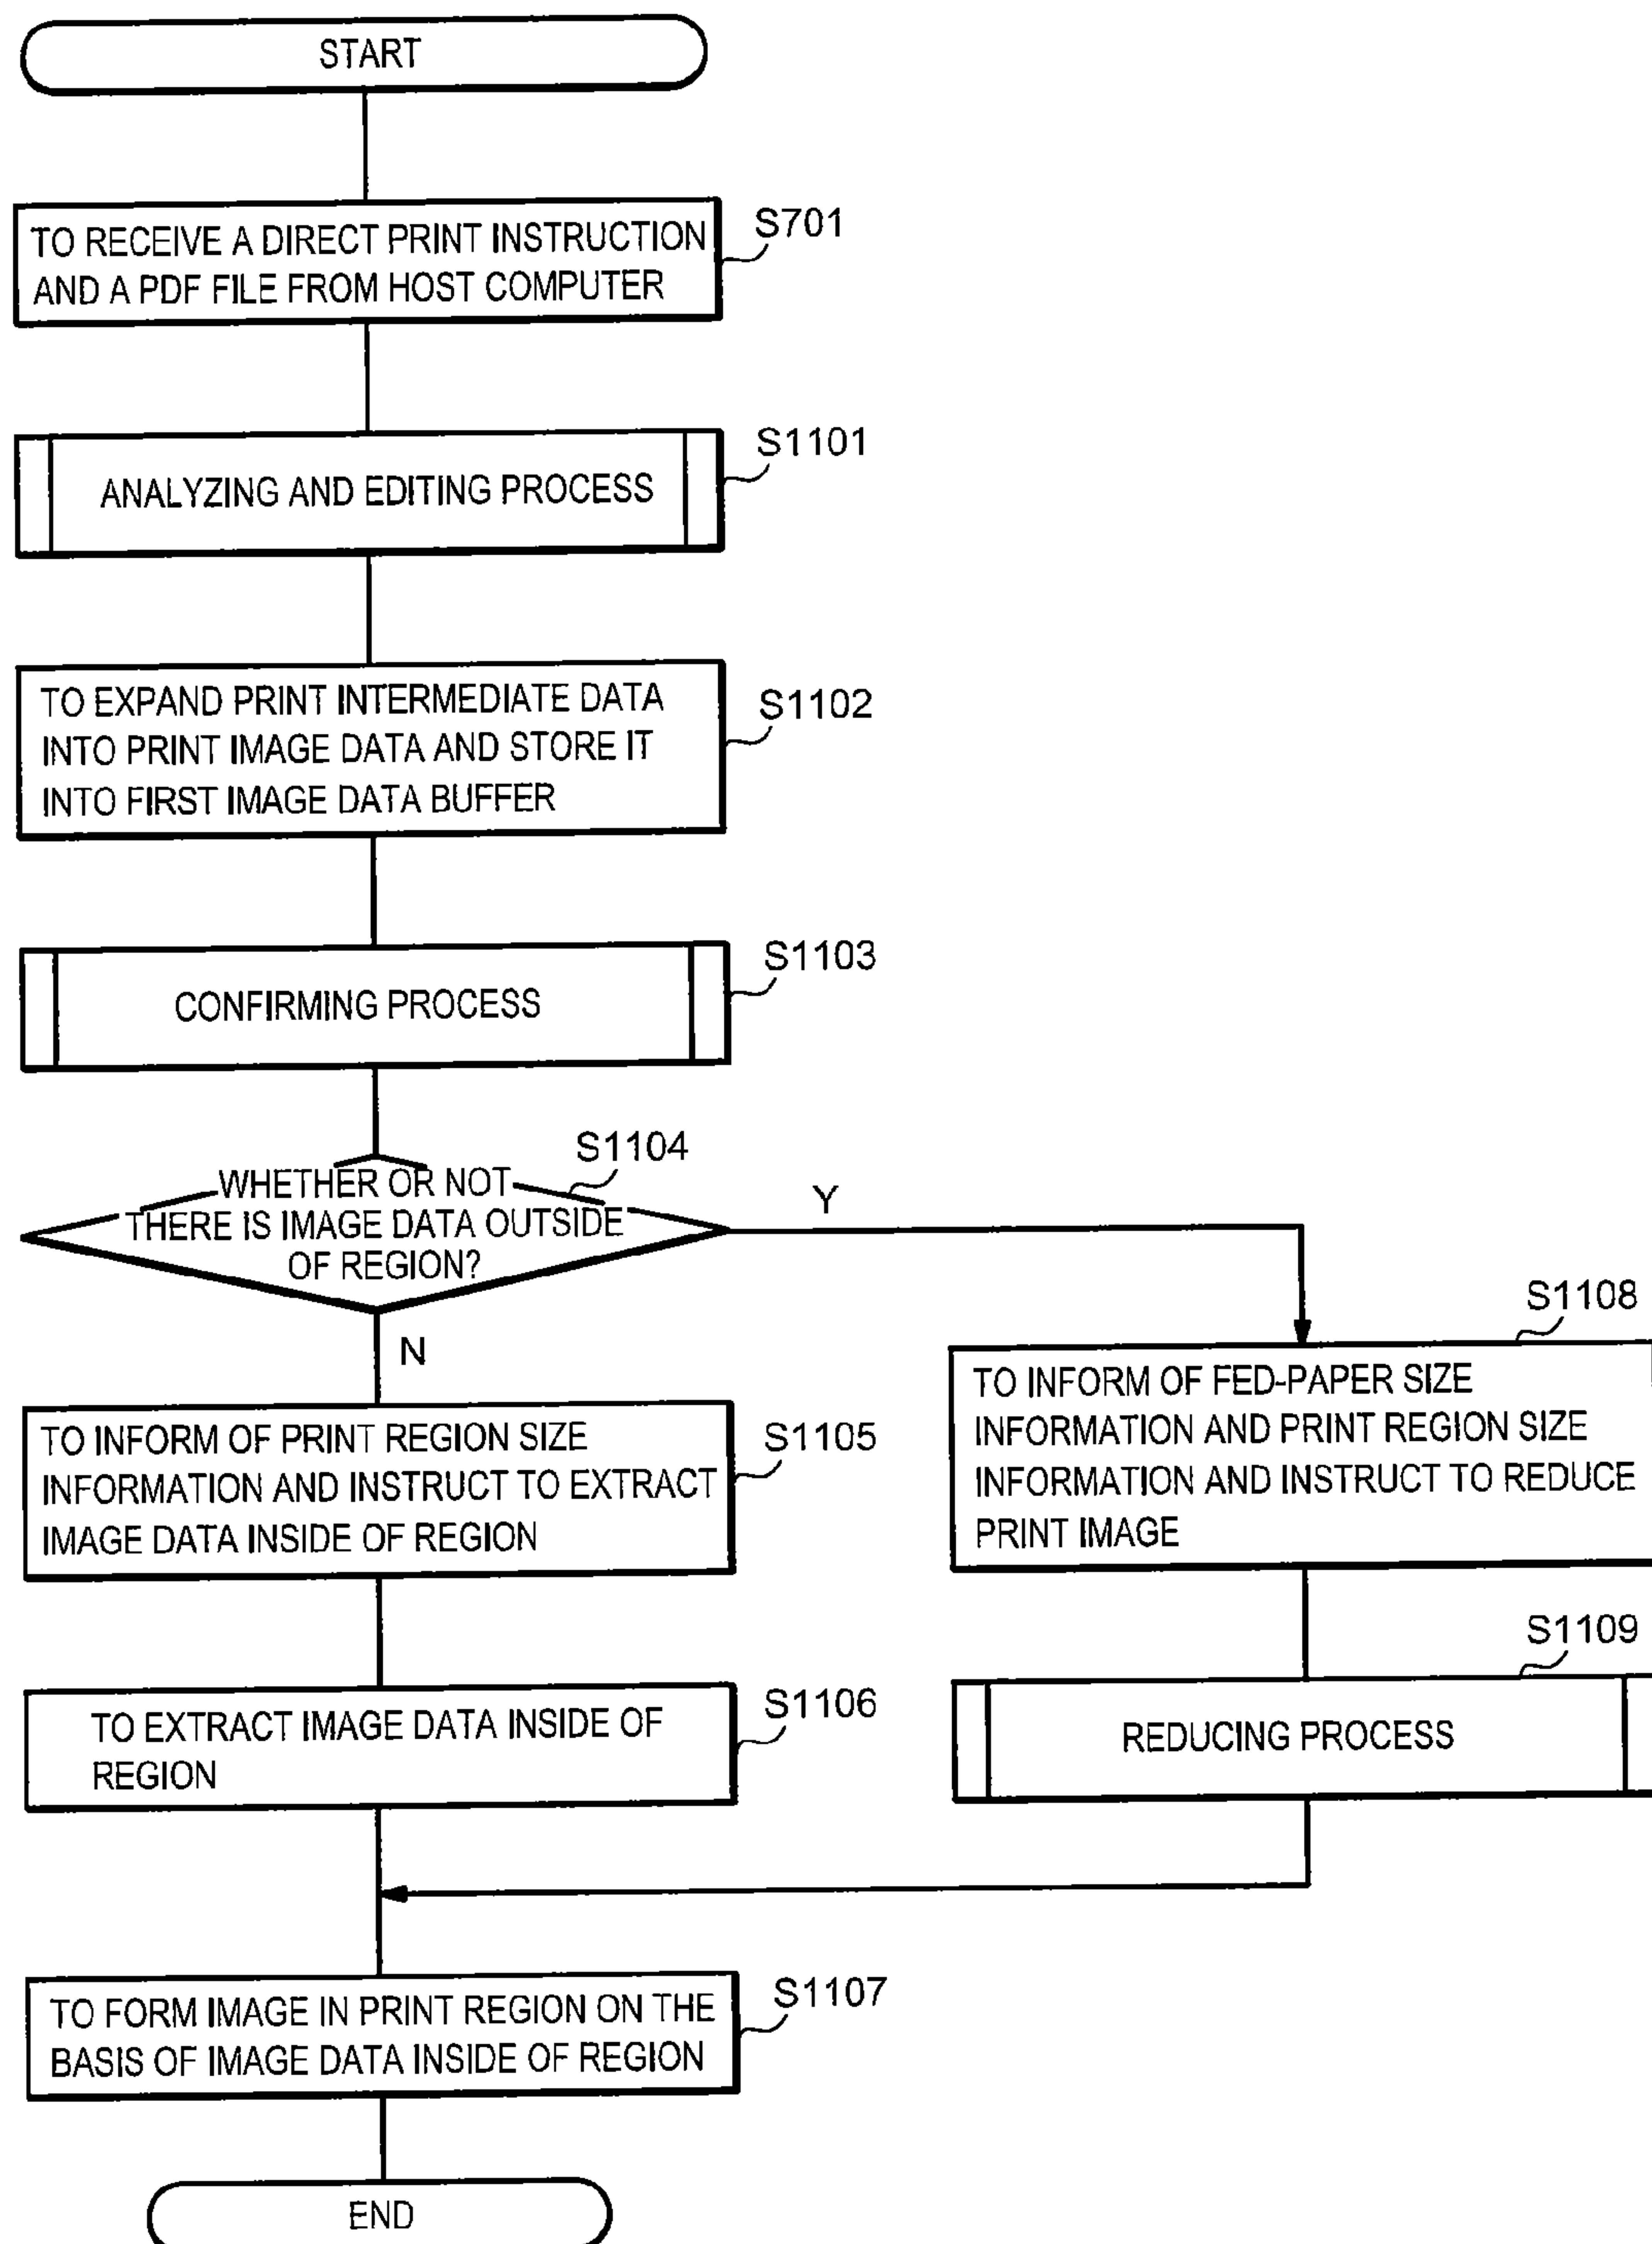 START
S701
TO RECEIVE A DIRECT PRINT INSTRUCTION
AND A PDF FILE FROM HOST COMPUTER
S1101
ANALYZING AND EDITING PROCESS
S1102
TO EXPAND PRINT INTERMEDIATE DATA
INTO PRINT IMAGE DATA AND STORE IT
INTO FIRST IMAGE DATA BUFFER
S1103
CONFIRMING PROCESS
S1104
WHETHER OR NOT
THERE IS IMAGE DATA OUTSIDE
OF REGION?
Y
N
S1105
TO INFORM OF PRINT REGION SIZE
INFORMATION AND INSTRUCT TO EXTRACT
IMAGE DATA INSIDE OF REGION
S1106
TO EXTRACT IMAGE DATA INSIDE OF
REGION
S1108
TO INFORM OF FED-PAPER SIZE
INFORMATION AND PRINT REGION SIZE
INFORMATION AND INSTRUCT TO REDUCE
PRINT IMAGE
S1109
REDUCING PROCESS
S1107
TO FORM IMAGE IN PRINT REGION ON THE
BASIS OF IMAGE DATA INSIDE OF REGION
END